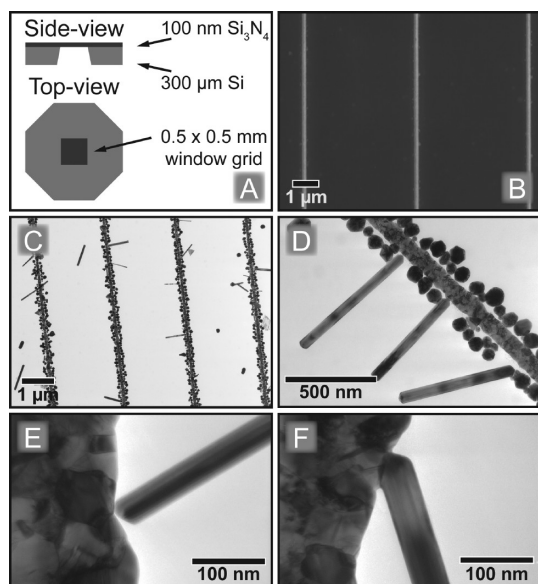 Side-view
100 nm Si₃N₄
300 µm Si
Top-view
0.5 x 0.5 mm
window grid
A
1 µm
B
C
1 µm
D
500 nm
E
100 nm
F
100 nm